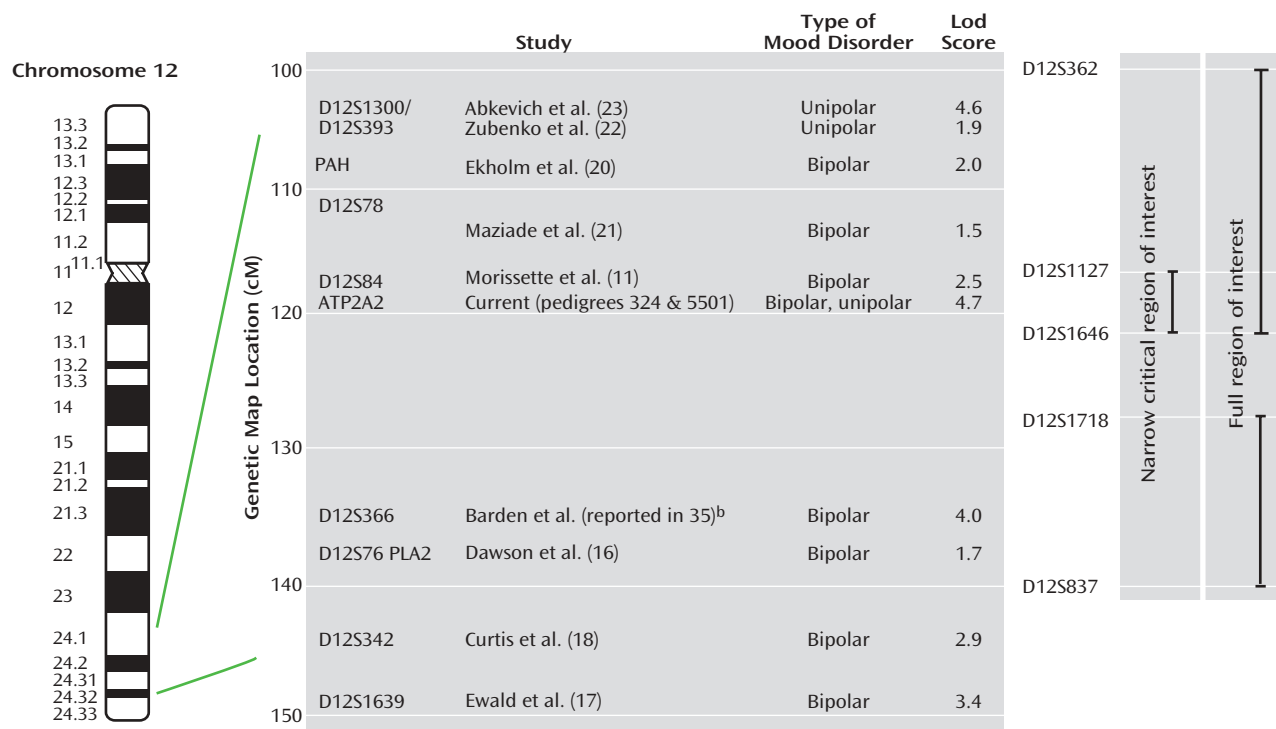 Chromosome 12
13.3
13.2
13.1
12.3
12.2
12.1
11.2
11.1
11
12
13.1
13.2
13.3
14
15
21.1
21.2
21.3
22
23
24.1
24.2
24.31
24.32
24.33
Genetic Map Location (cM)
Study Type of Mood Disorder Lod Score
100
D12S1300/ Abkevich et al. (23) Unipolar 4.6
D12S393 Zubenko et al. (22) Unipolar 1.9
PAH Ekholm et al. (20) Bipolar 2.0
110
D12S78
Maziade et al. (21) Bipolar 1.5
D12S84 Morissette et al. (11) Bipolar 2.5
ATP2A2 Current (pedigrees 324 & 5501) Bipolar, unipolar 4.7
120
130
D12S366 Barden et al. (reported in 35)b Bipolar 4.0
D12S76 PLA2 Dawson et al. (16) Bipolar 1.7
140
D12S342 Curtis et al. (18) Bipolar 2.9
D12S1639 Ewald et al. (17) Bipolar 3.4
150
D12S362
D12S1127
D12S1646
D12S1718
D12S837
Narrow critical region of interest
Full region of interest